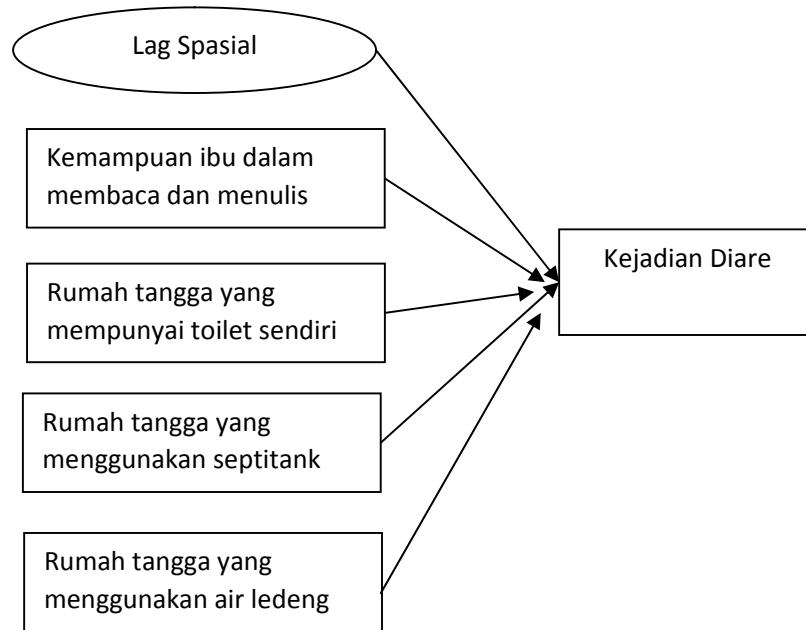 Lag Spasial
Kemampuan ibu dalam
membaca dan menulis
Rumah tangga yang
mempunyai toilet sendiri
Rumah tangga yang
menggunakan septitank
Rumah tangga yang
menggunakan air ledeng
Kejadian Diare